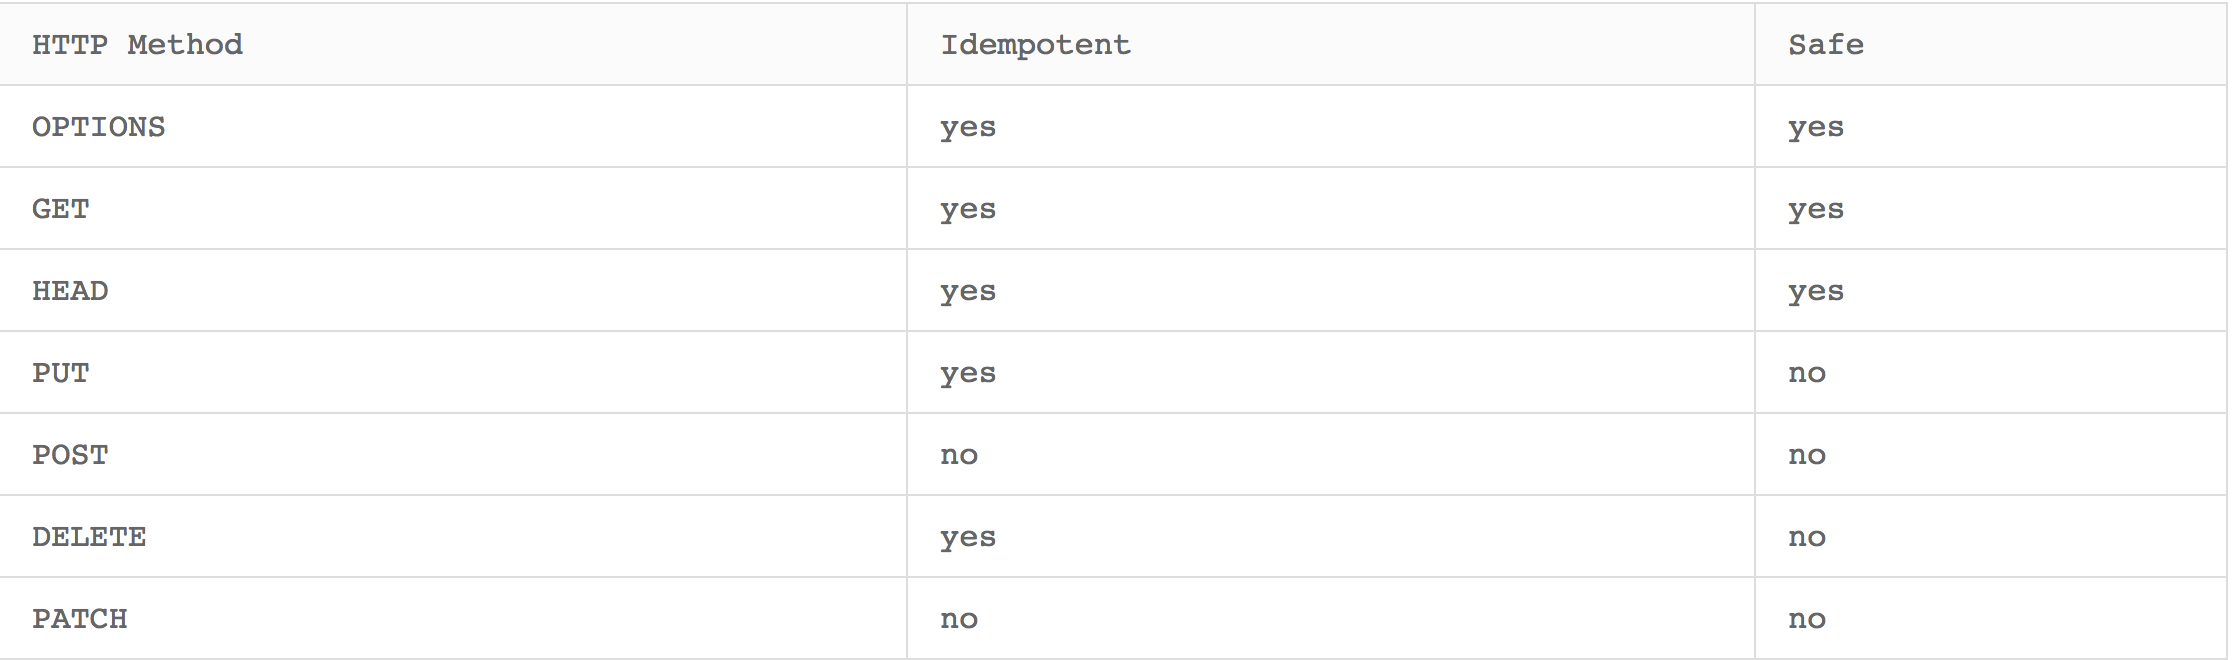 HTTP Method Idempotent Safe
OPTIONS yes yes
GET yes yes
HEAD yes yes
PUT yes no
POST no no
DELETE yes no
PATCH no no